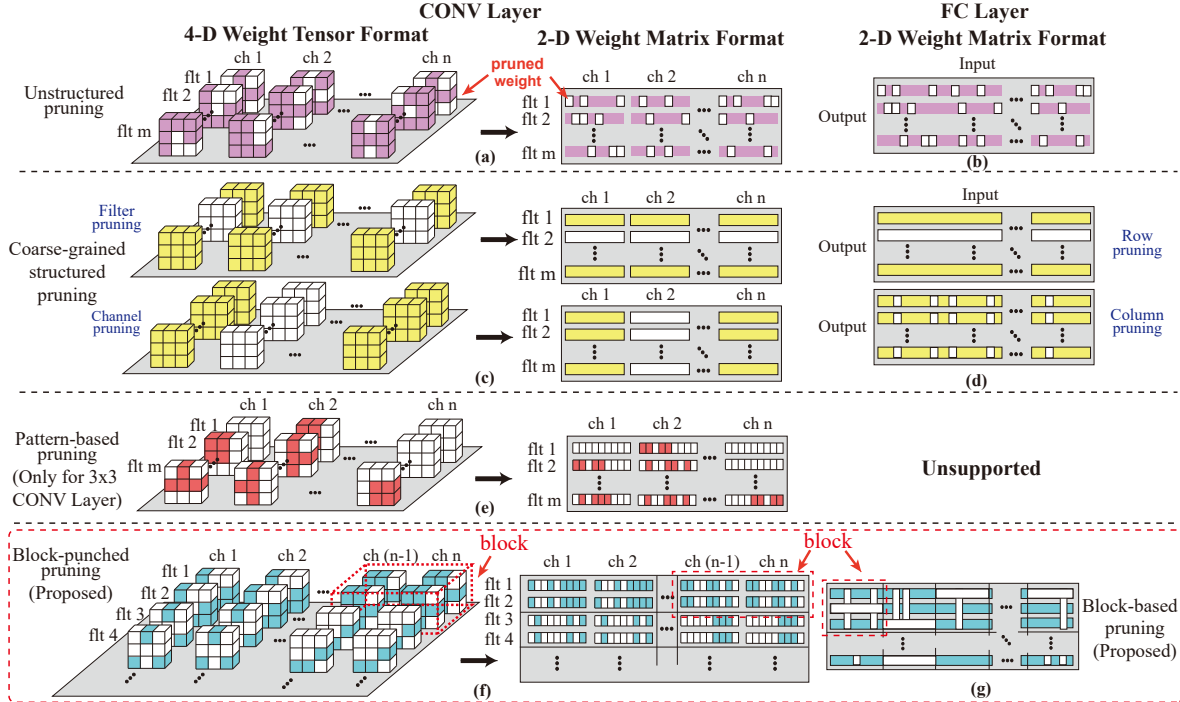 CONV Layer
FC Layer
4-D Weight Tensor Format
2-D Weight Matrix Format
2-D Weight Matrix Format
ch 1
ch 2
ch n
flt 1
flt 2
flt m
Unstructured
pruning
...
pruned
weight
ch 1
ch 2
ch n
flt 1
flt 2
flt m
Input
Output
(a)
(b)
Coarse-grained
structured
pruning
Filter
pruning
Channel
pruning
ch 1
ch 2
ch n
flt 1
flt 2
flt m
ch 1
ch 2
ch n
flt 1
flt 2
flt m
Input
Output
Row
pruning
Output
Column
pruning
(c)
(d)
Pattern-based
pruning
(Only for 3x3
CONV Layer)
ch 1
ch 2
ch n
flt 1
flt 2
flt m
ch 1
ch 2
ch n
flt 1
flt 2
flt m
Unsupported
(e)
Block-punched
pruning
(Proposed)
ch 1
ch 2
ch (n-1)
ch n
block
flt 1
flt 2
flt 3
flt 4
ch 1
ch 2
ch (n-1)
ch n
flt 1
flt 2
flt 3
flt 4
block
Block-based
pruning
(Proposed)
(f)
(g)